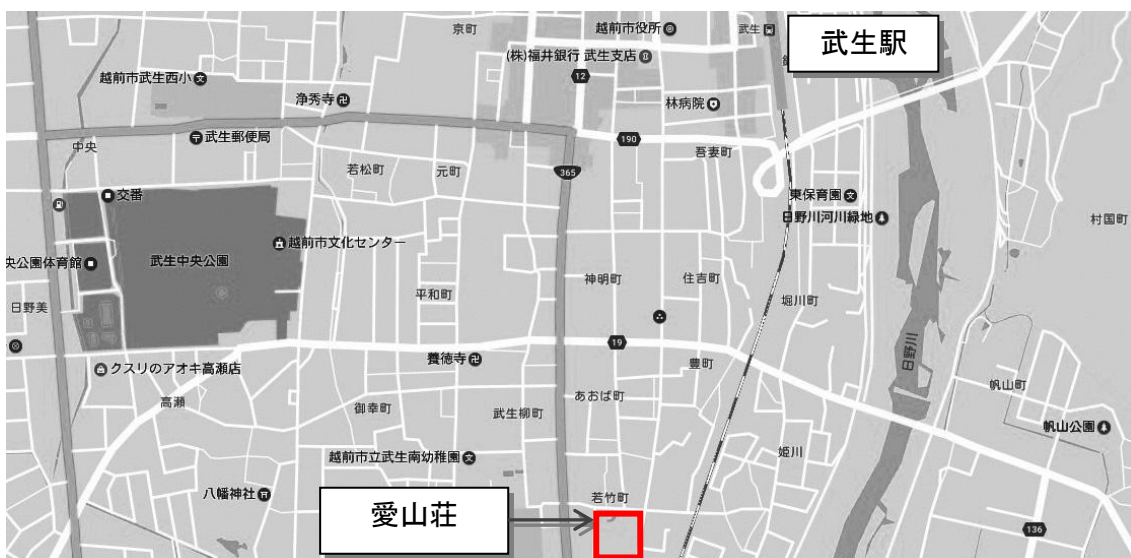 京町
越前市役所
武生
武生駅
(株)福井銀行 武生支店
越前市武生西小
12
浄秀寺
林病院
武生郵便局
190
中央
吾妻町
若松町
元町
365
交番
東保育園
日野川河川緑地
村国町
越前市文化センター
央公園体育館
武生中央公園
神明町
住吉町
平和町
堀川町
日野美
19
日野川
養徳寺
豊町
クスリのアオキ高瀬店
帆山町
あおば町
高瀬
御幸町
武生柳町
帆山公園
越前市立武生南幼稚園
姫川
八幡神社
若竹町
愛山荘
136